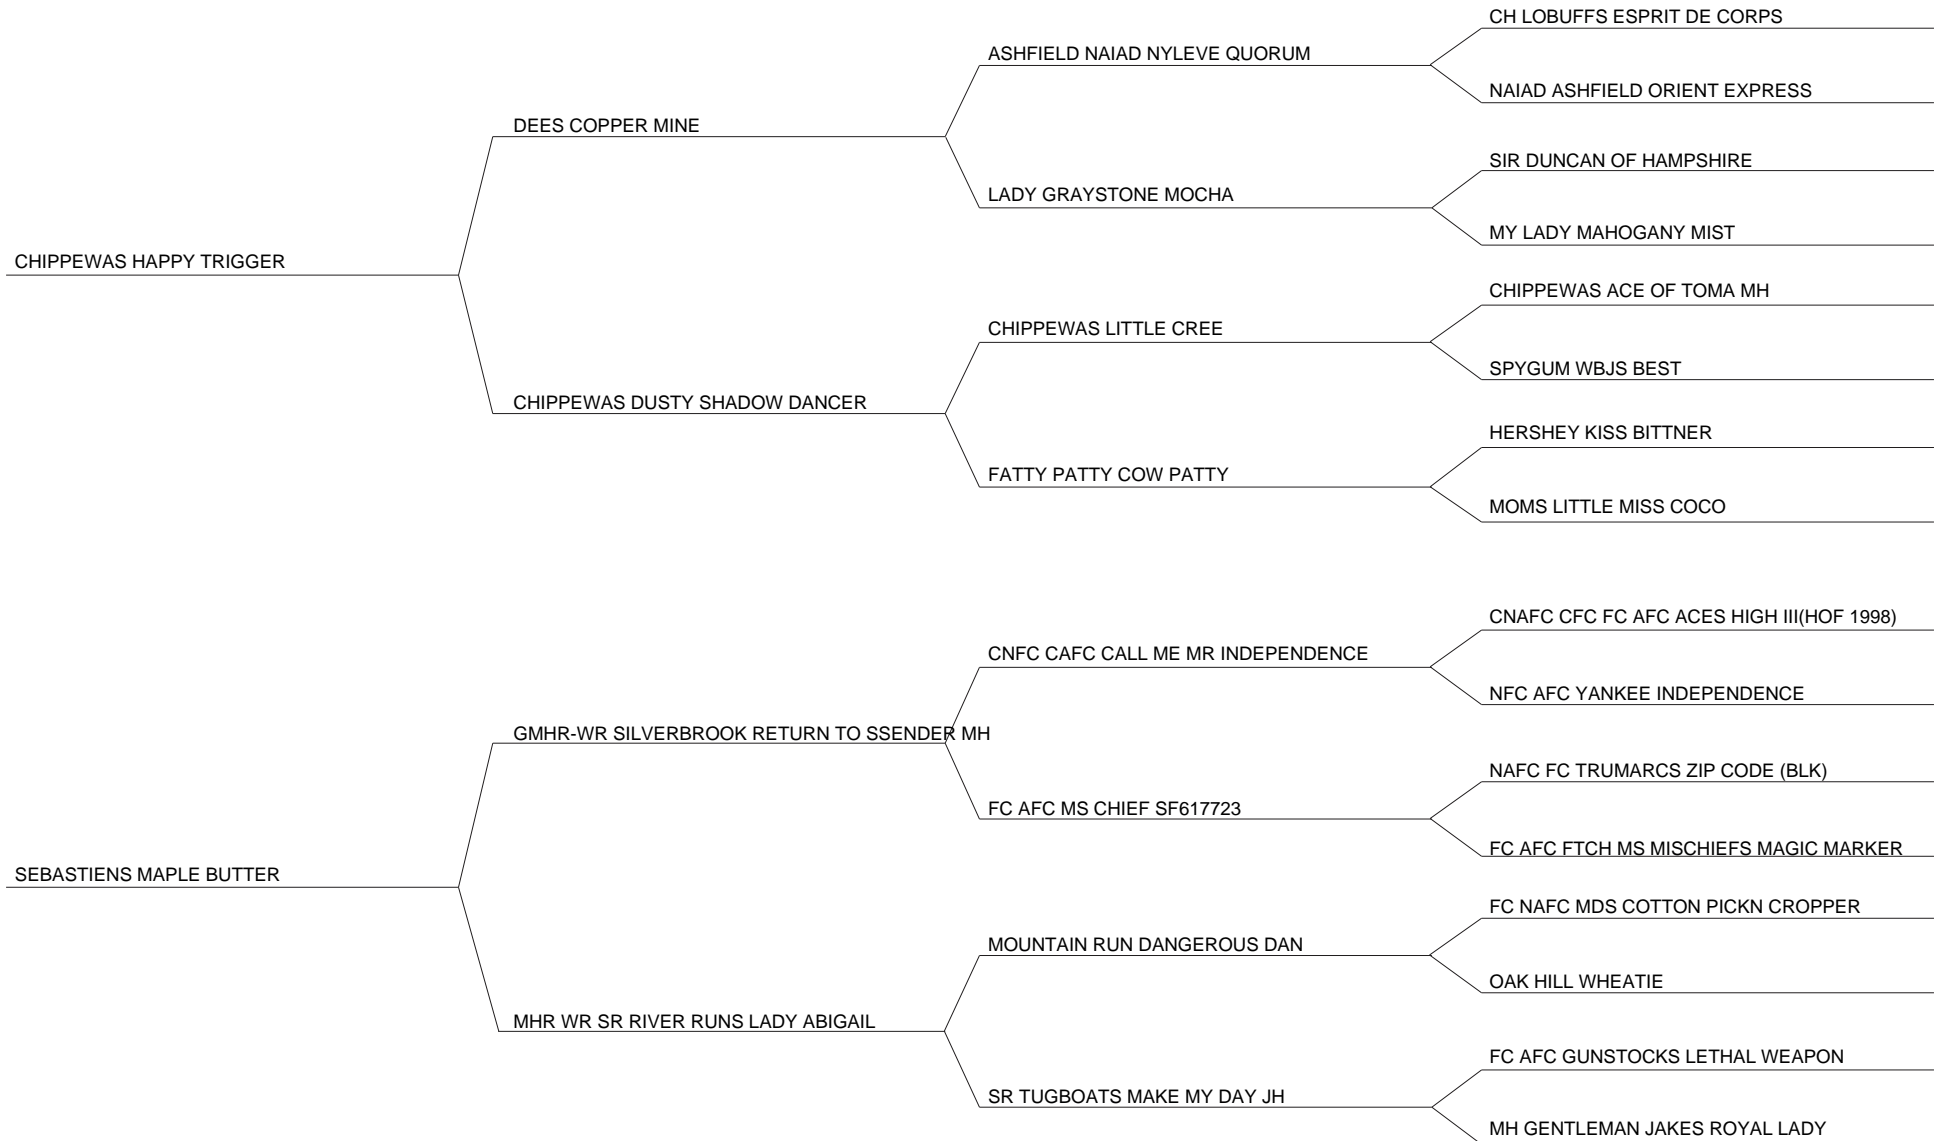 CH LOBUFFS ESPRIT DE CORPS
ASHFIELD NAIAD NYLEVE QUORUM
NAIAD ASHFIELD ORIENT EXPRESS
DEES COPPER MINE
SIR DUNCAN OF HAMPSHIRE
LADY GRAYSTONE MOCHA
MY LADY MAHOGANY MIST
CHIPPEWAS HAPPY TRIGGER
CHIPPEWAS ACE OF TOMA MH
CHIPPEWAS LITTLE CREE
SPYGUM WBJS BEST
CHIPPEWAS DUSTY SHADOW DANCER
HERSHEY KISS BITTNER
FATTY PATTY COW PATTY
MOMS LITTLE MISS COCO
CNAFC CFC FC AFC ACES HIGH III(HOF 1998)
CNFC CAFC CALL ME MR INDEPENDENCE
NFC AFC YANKEE INDEPENDENCE
GMHR-WR SILVERBROOK RETURN TO SSENDER MH
NAFC FC TRUMARCS ZIP CODE (BLK)
FC AFC MS CHIEF SF617723
FC AFC FTCH MS MISCHIEFS MAGIC MARKER
SEBASTIENS MAPLE BUTTER
FC NAFC MDS COTTON PICKN CROPPER
MOUNTAIN RUN DANGEROUS DAN
OAK HILL WHEATIE
MHR WR SR RIVER RUNS LADY ABIGAIL
FC AFC GUNSTOCKS LETHAL WEAPON
SR TUGBOATS MAKE MY DAY JH
MH GENTLEMAN JAKES ROYAL LADY